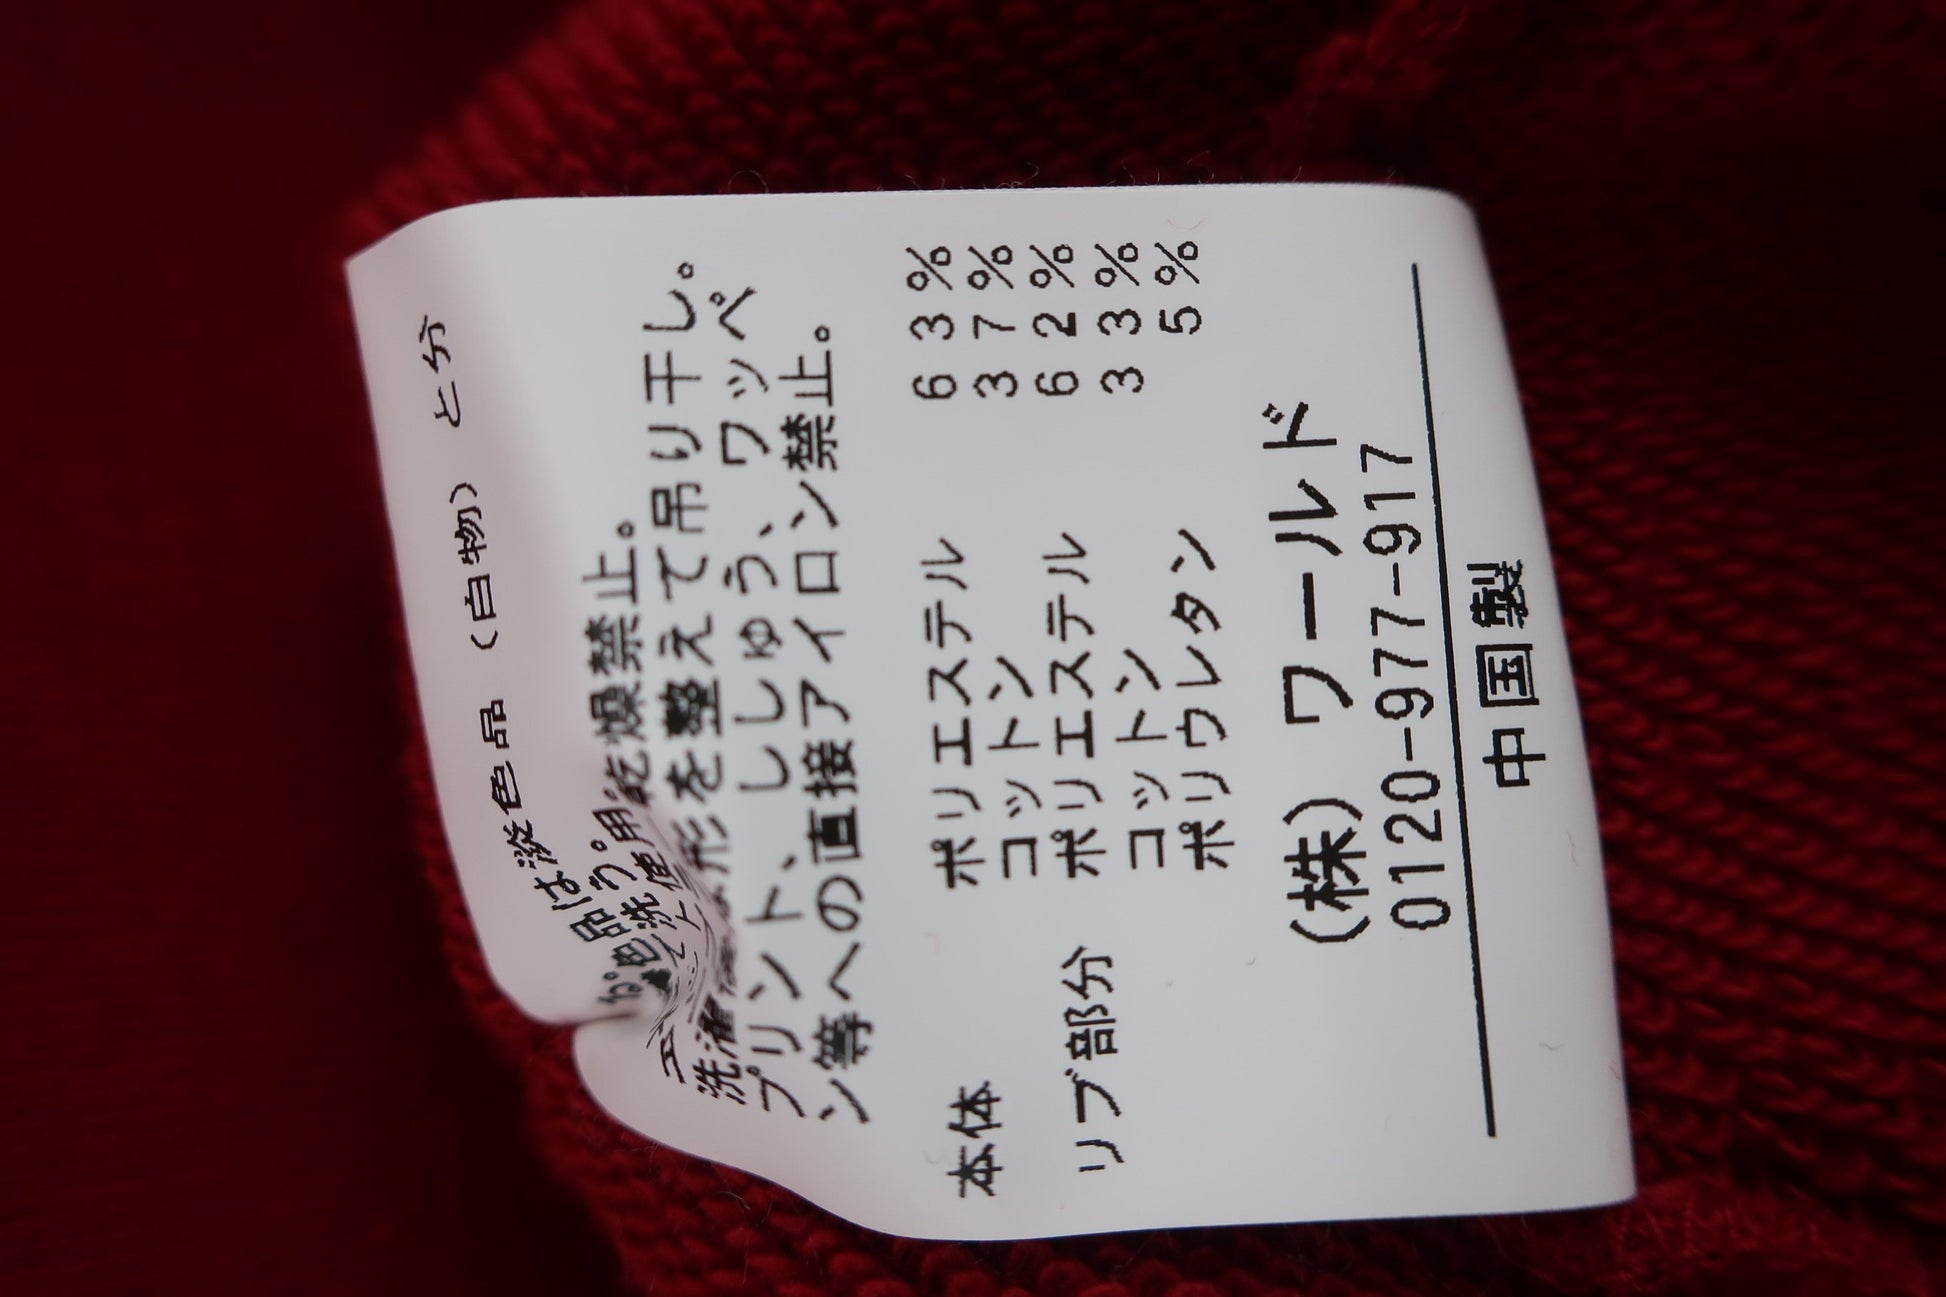 品は淡色品（白物）と分
色品
洗 使用
乾燥禁止。
洗濯 形を整えて吊り干し。
プリント、ししゅう、ワッペ
ン等への直接アイロン禁止。
本体 ポリエステル 63%
コットン 37%
リブ部分 ポリエステル 62%
コットン 33%
ポリウレタン 5%
（株）ワールド
0120-977-917
中国製